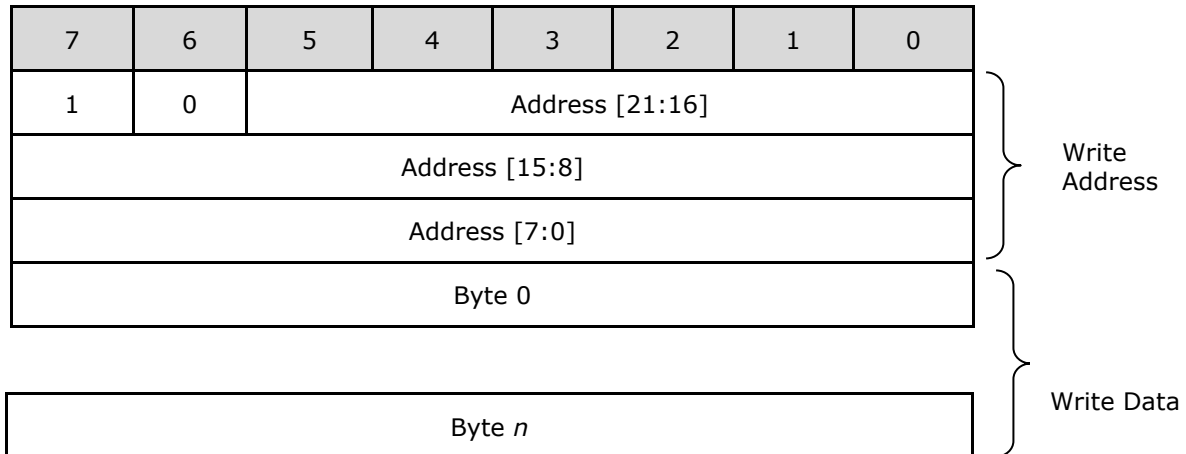 7 6 5 4 3 2 1 0
1 0 Address [21:16]
Address [15:8]
Write
Address
Address [7:0]
Byte 0
Write Data
Byte n